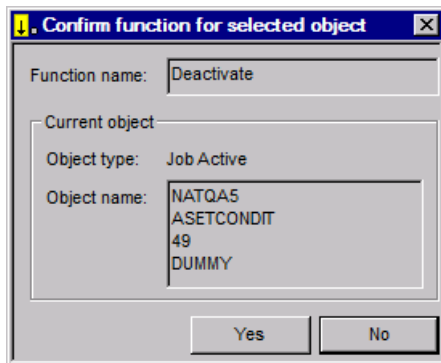 . Confirm function for selected object
Function name: Deactivate
Current object
Object type: Job Active
Object name: NATQA5
ASETCONDIT
49
DUMMY
Yes No